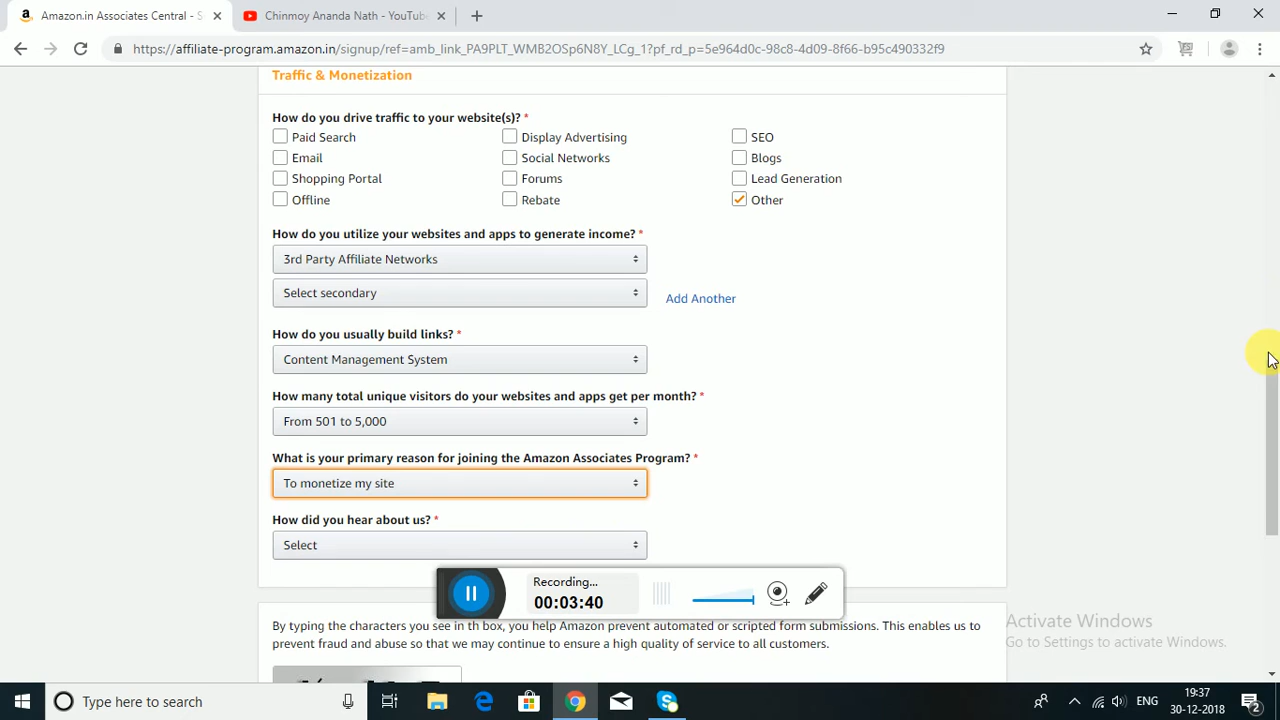 Amazon.in Associates Central - S
Chinmoy Ananda Nath - YouTube
https://affiliate-program.amazon.in/signup/ref=amb_link_PA9PLT_WMB2OSp6N8Y_LCg_1?pf_rd_p=5e964d0c-98c8-4d09-8f66-b95c490332f9
Traffic & Monetization
How do you drive traffic to your website(s)? *
Paid Search Display Advertising SEO
Email Social Networks Blogs
Shopping Portal Forums Lead Generation
Offline Rebate Other
How do you utilize your websites and apps to generate income? *
3rd Party Affiliate Networks
Select secondary Add Another
How do you usually build links? *
Content Management System
How many total unique visitors do your websites and apps get per month? *
From 501 to 5,000
What is your primary reason for joining the Amazon Associates Program? *
To monetize my site
How did you hear about us? *
Select
Recording...
00:03:40
By typing the characters you see in th box, you help Amazon prevent automated or scripted form submissions. This enables us to
prevent fraud and abuse so that we may continue to ensure a high quality of service to all customers.
Activate Windows
Go to Settings to activate Windows.
Type here to search
ENG
19:37
30-12-2018
2